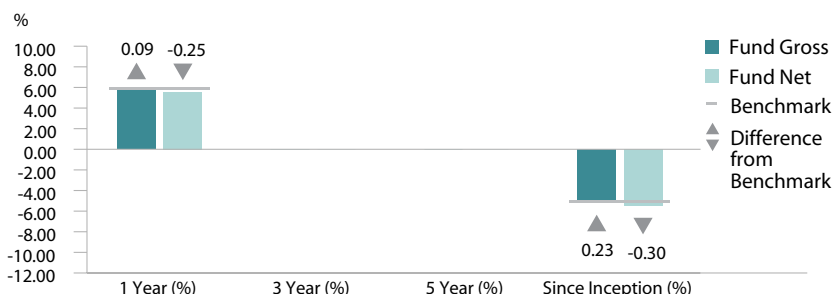 %
10.00
8.00
6.00
4.00
2.00
0.00
-2.00
-4.00
-6.00
-8.00
-10.00
-12.00
0.09 -0.25
0.23 -0.30
1 Year (%) 3 Year (%) 5 Year (%) Since Inception (%)
Fund Gross
Fund Net
Benchmark
Difference
from
Benchmark